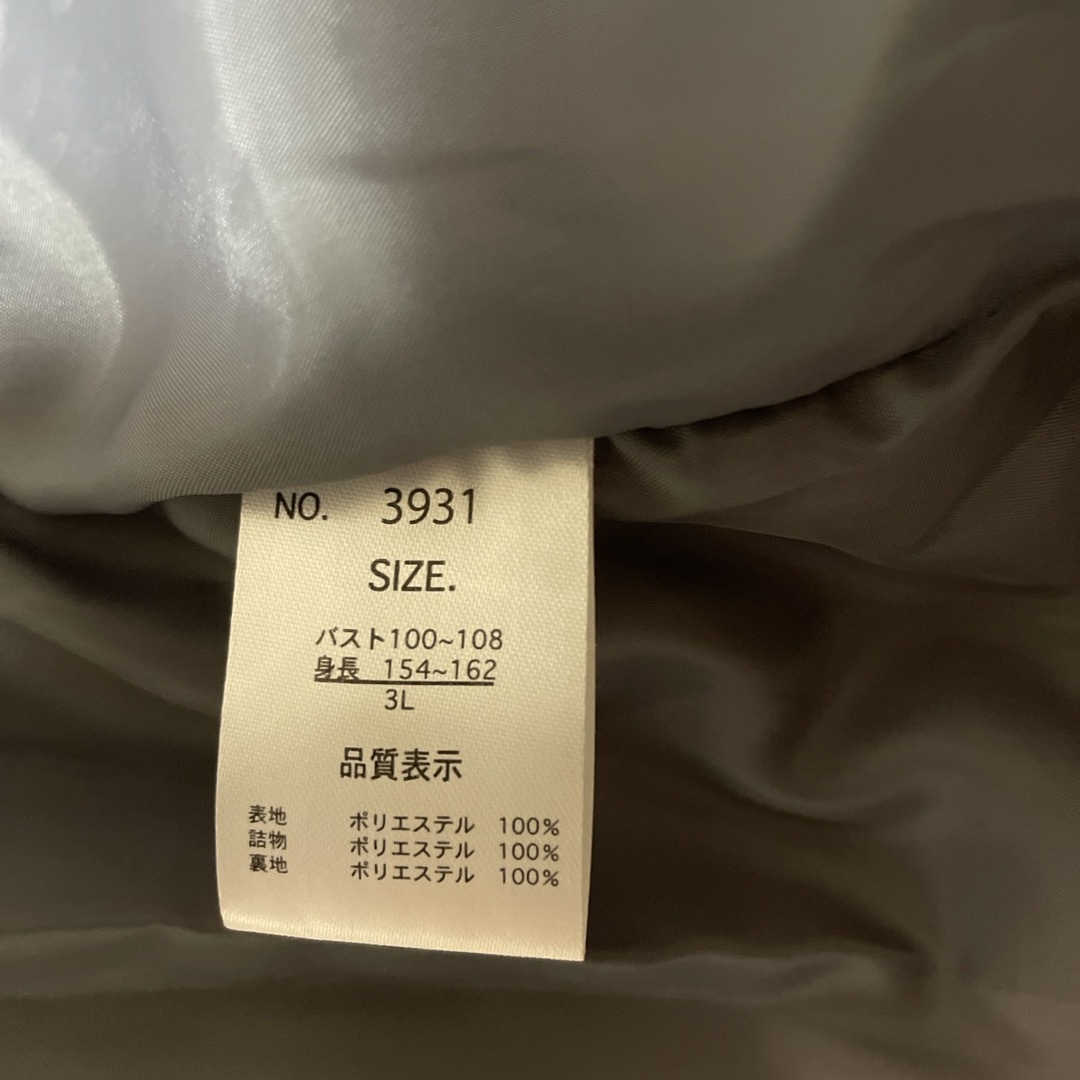 NO. 3931
SIZE.
バスト100~108
身長 154~162
3L
品質表示
表地 ポリエステル 100%
詰物 ポリエステル 100%
裏地 ポリエステル 100%